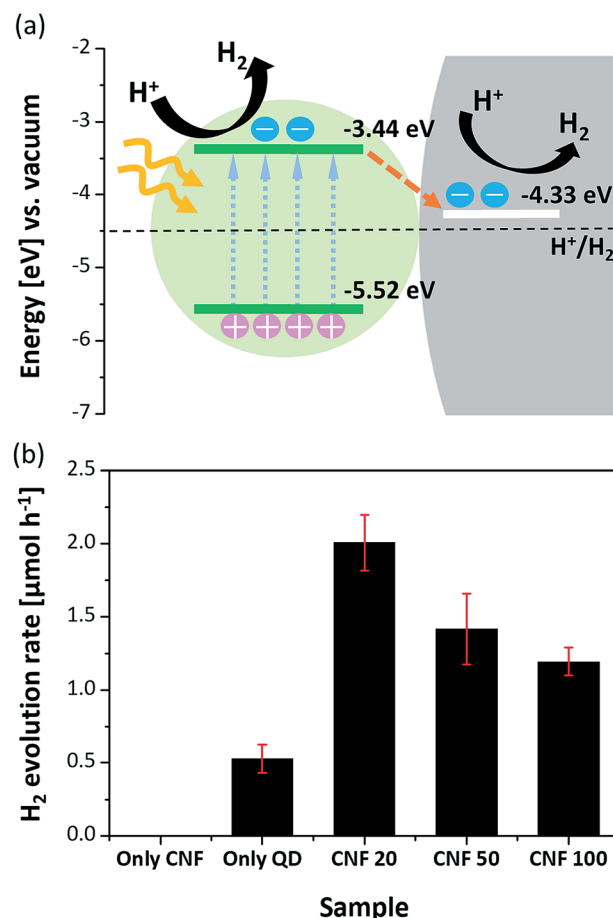 (a)
Energy [eV] vs. vacuum
-2
-3
-4
-5
-6
-7
H⁺
H₂
-3.44 eV
-5.52 eV
H⁺
H₂
-4.33 eV
H⁺/H₂
(b)
H₂ evolution rate [µmol h⁻¹]
2.5
2.0
1.5
1.0
0.5
0.0
Only CNF Only QD CNF 20 CNF 50 CNF 100
Sample